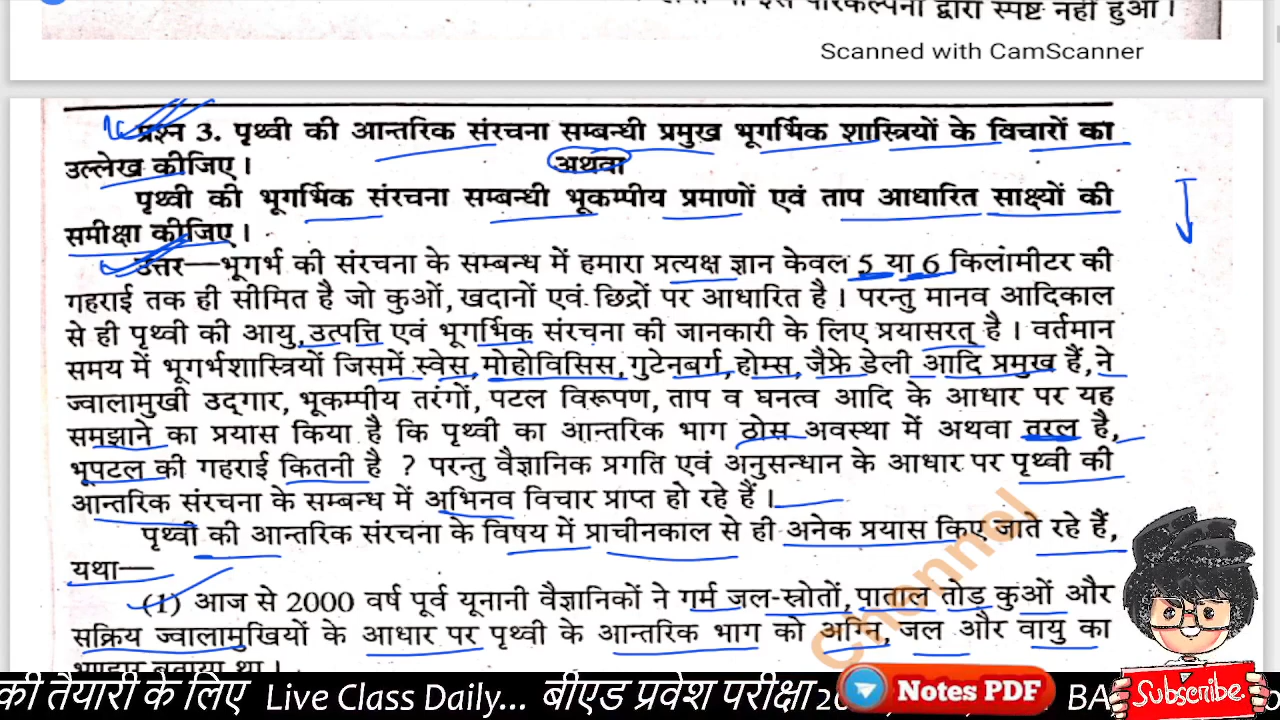 द्वारा स्पष्ट नहीं हुआ।
Scanned with CamScanner
प्रश्न 3. पृथ्वी की आन्तरिक संरचना सम्बन्धी प्रमुख भूगर्भिक शास्त्रियों के विचारों का
उल्लेख कीजिए।
अथवा
पृथ्वी की भूगर्भिक संरचना सम्बन्धी भूकम्पीय प्रमाणों एवं ताप आधारित साक्ष्यों की
समीक्षा कीजिए।
उत्तर—भूगर्भ की संरचना के सम्बन्ध में हमारा प्रत्यक्ष ज्ञान केवल 5 या 6 किलोमीटर की
गहराई तक ही सीमित है जो कुओं, खदानों एवं छिद्रों पर आधारित है। परन्तु मानव आदिकाल
से ही पृथ्वी की आयु, उत्पत्ति एवं भूगर्भिक संरचना की जानकारी के लिए प्रयासरत् है। वर्तमान
समय में भूगर्भशास्त्रियों जिसमें स्वेस, मोहोविसिस, गुटेनबर्ग, होम्स, जैफ्रे डेली आदि प्रमुख हैं, ने
ज्वालामुखी उद्‌गार, भूकम्पीय तरंगों, पटल विरूपण, ताप व घनत्व आदि के आधार पर यह
समझाने का प्रयास किया है कि पृथ्वी का आन्तरिक भाग ठोस अवस्था में अथवा तरल है,
भूपटल की गहराई कितनी है ? परन्तु वैज्ञानिक प्रगति एवं अनुसन्धान के आधार पर पृथ्वी की
आन्तरिक संरचना के सम्बन्ध में अभिनव विचार प्राप्त हो रहे हैं।
पृथ्वी की आन्तरिक संरचना के विषय में प्राचीनकाल से ही अनेक प्रयास किए जाते रहे हैं,
यथा—
(1) आज से 2000 वर्ष पूर्व यूनानी वैज्ञानिकों ने गर्म जल-स्रोतों, पाताल तोड़ कुओं और
सक्रिय ज्वालामुखियों के आधार पर पृथ्वी के आन्तरिक भाग को अग्नि, जल और वायु का
Channel
की तैयारी के लिए Live Class Daily... बीएड प्रवेश परीक्षा
Notes PDF
BA
Subscribe